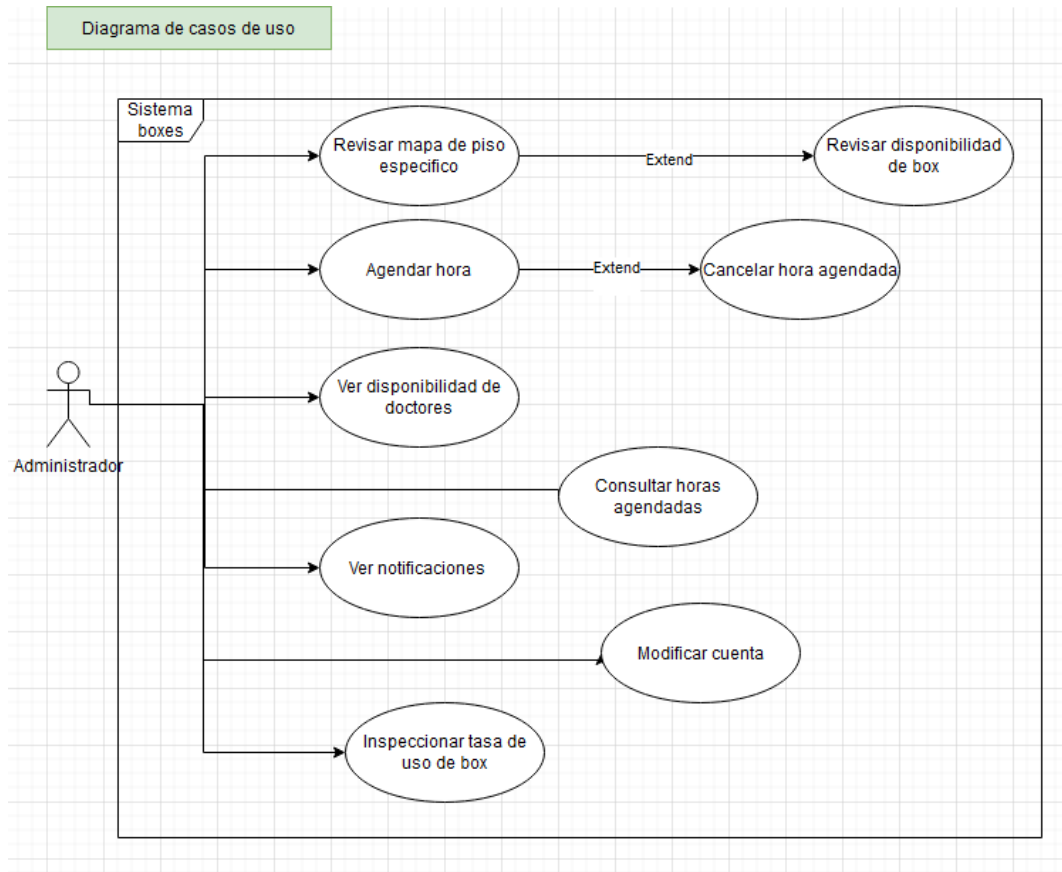 Diagrama de casos de uso
Sistema
boxes
Revisar mapa de piso
especifico
Extend
Revisar disponibilidad
de box
Agendar hora
Extend
Cancelar hora agendada
Ver disponibilidad de
doctores
Administrador
Consultar horas
agendadas
Ver notificaciones
Modificar cuenta
Inspeccionar tasa de
uso de box